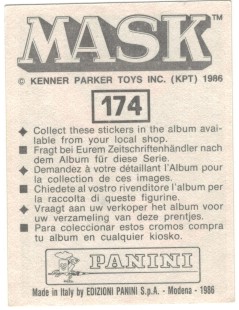 MASK™
© KENNER PARKER TOYS INC. (KPT) 1986
174
◆ Collect these stickers in the album avai-
lable from your local shop.
■ Fragt bei Eurem Zeitschriftenhändler nach
dem Album für diese Serie.
◆ Demandez à votre détaillant l'Album pour
la collection de ces images.
■ Chiedete al vostro rivenditore l'album per
la raccolta di queste figurine.
◆ Vraagt aan uw verkoper het album voor
uw verzameling van deze prentjes.
■ Para coleccionar estos cromos compra
tu album en cualquier kiosko.
PANINI
Made in Italy by EDIZIONI PANINI S.p.A. - Modena - 1986